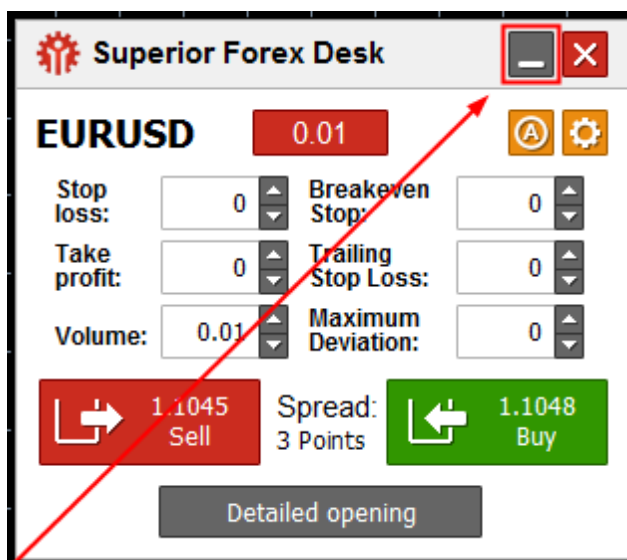 Superior Forex Desk
EURUSD
0.01
A
Stop
loss:
0
Breakeven
Stop:
0
Take
profit:
0
Trailing
Stop Loss:
0
Volume:
0.01
Maximum
Deviation:
0
1.1045
Sell
Spread:
3 Points
1.1048
Buy
Detailed opening